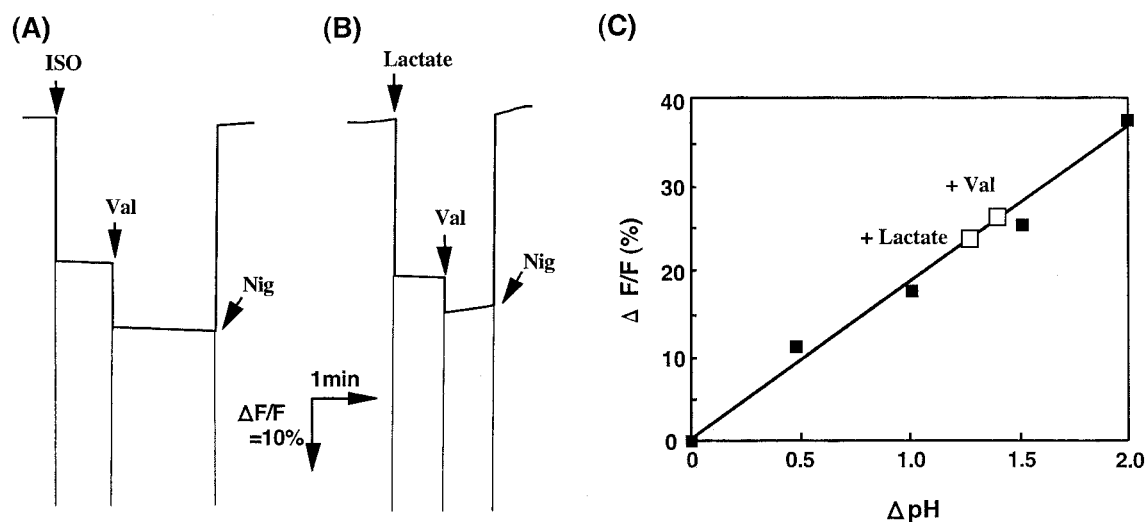 (A)
ISO
Val
Nig
(B)
Lactate
Val
Nig
1min
ΔF/F
=10%
(C)
Δ F/F (%)
40
30
20
10
0
+ Val
+ Lactate
0
0.5
1.0
1.5
2.0
ΔpH